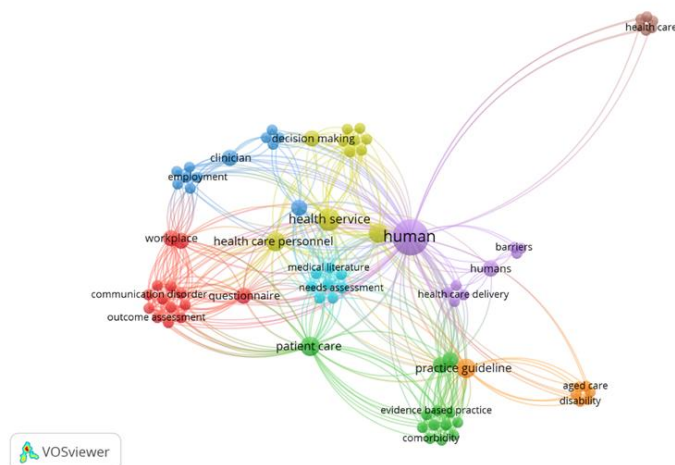 health care
decision making
clinician
employment
health service
human
workplace
health care personnel
barriers
medical literature
humans
needs assessment
communication disorder
questionnaire
health care delivery
outcome assessment
patient care
practice guideline
aged care
disability
evidence based practice
comorbidity
VOSviewer